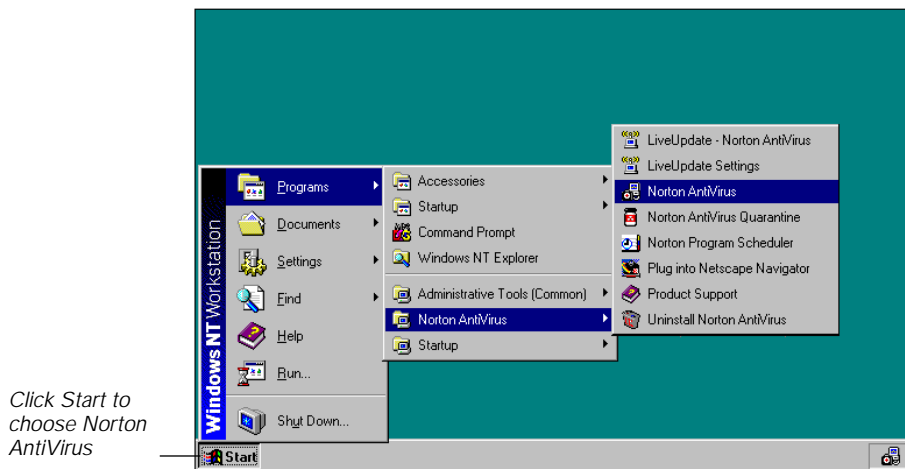 LiveUpdate - Norton AntiVirus
LiveUpdate Settings
Norton AntiVirus
Norton AntiVirus Quarantine
Norton Program Scheduler
Plug into Netscape Navigator
Product Support
Uninstall Norton AntiVirus
Accessories
Startup
Command Prompt
Windows NT Explorer
Administrative Tools (Common)
Norton AntiVirus
Startup
Windows NT Workstation
Programs
Documents
Settings
Find
Help
Run...
Shut Down...
Click Start to
choose Norton
AntiVirus
Start